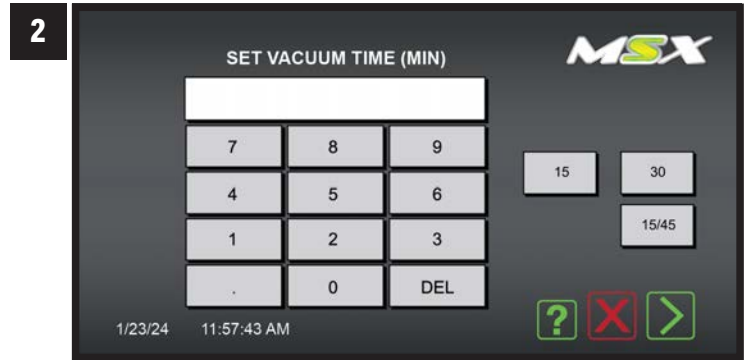 2
SET VACUUM TIME (MIN)
MSX
7 8 9
4 5 6
1 2 3
. 0 DEL
15 30
15/45
1/23/24 11:57:43 AM
? X >